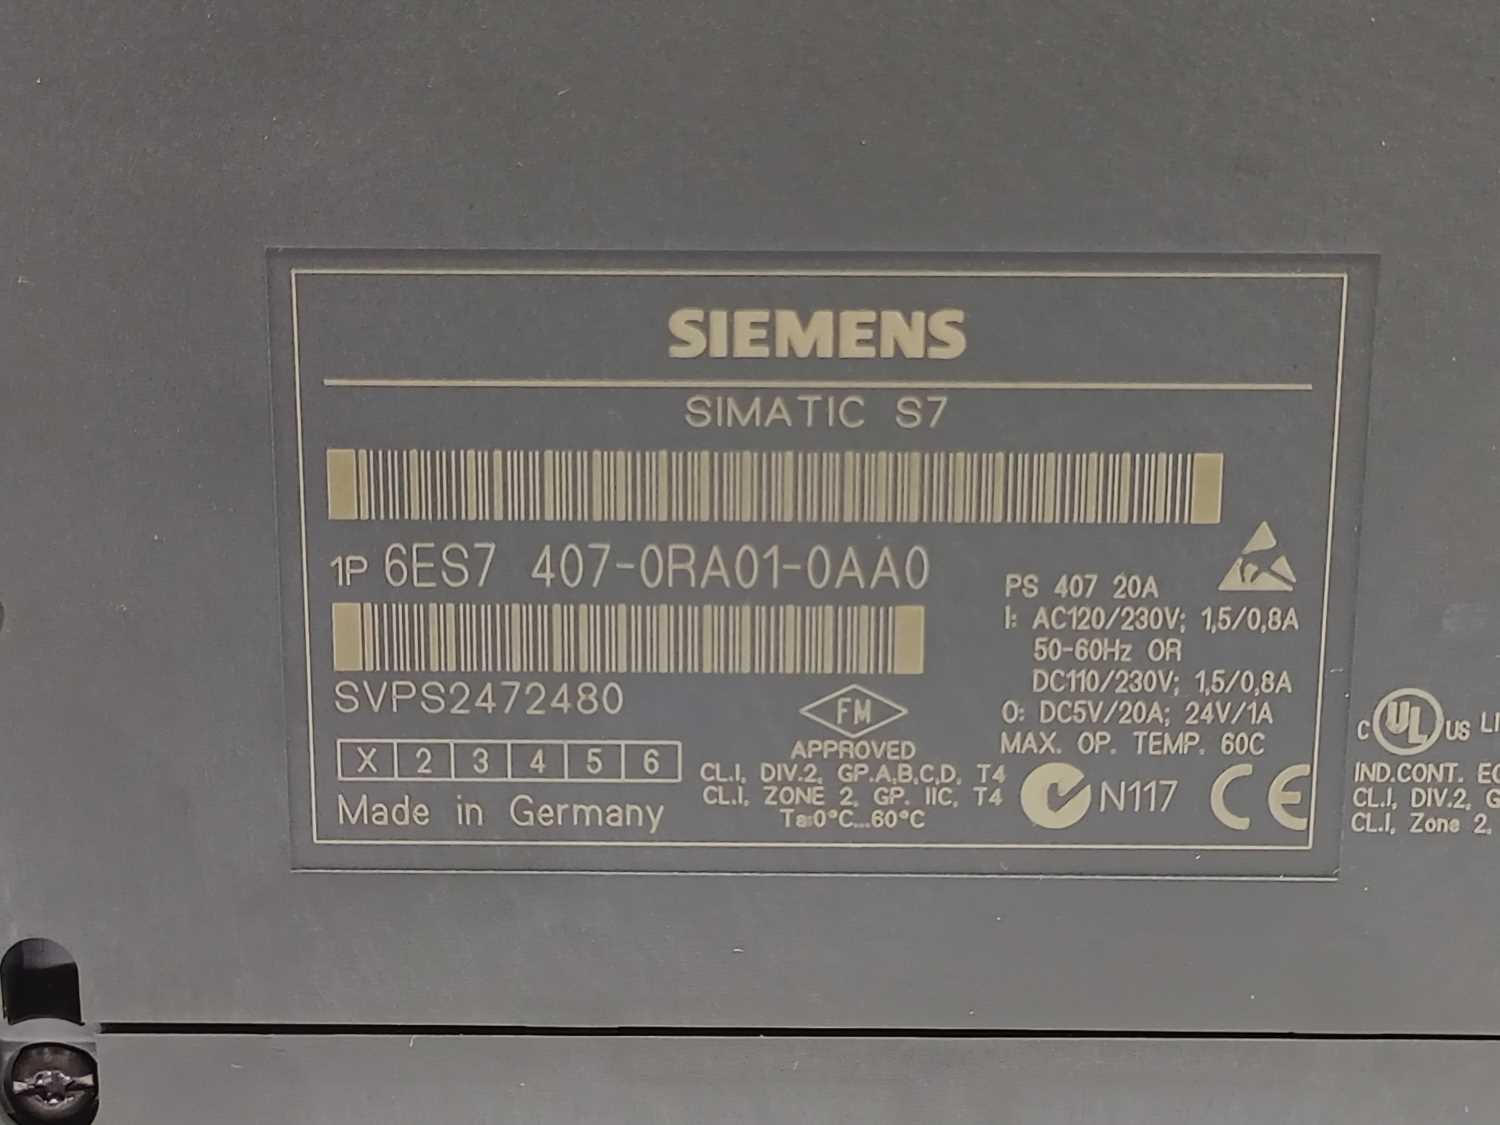 SIEMENS
SIMATIC S7
1P 6ES7 407-0RA01-0AA0
SVPS2472480
X 2 3 4 5 6
Made in Germany
FM
APPROVED
CL.I, DIV.2, GP.A,B,C,D, T4
CL.I, ZONE 2, GP. IIC, T4
Ta:0°C...60°C
PS 407 20A
I: AC120/230V; 1,5/0,8A
50-60Hz OR
DC110/230V; 1,5/0,8A
O: DC5V/20A; 24V/1A
MAX. OP. TEMP. 60C
N117 CE
C UL US LI
IND.CONT. EQ
CL.I, DIV.2, G
CL.I, Zone 2,